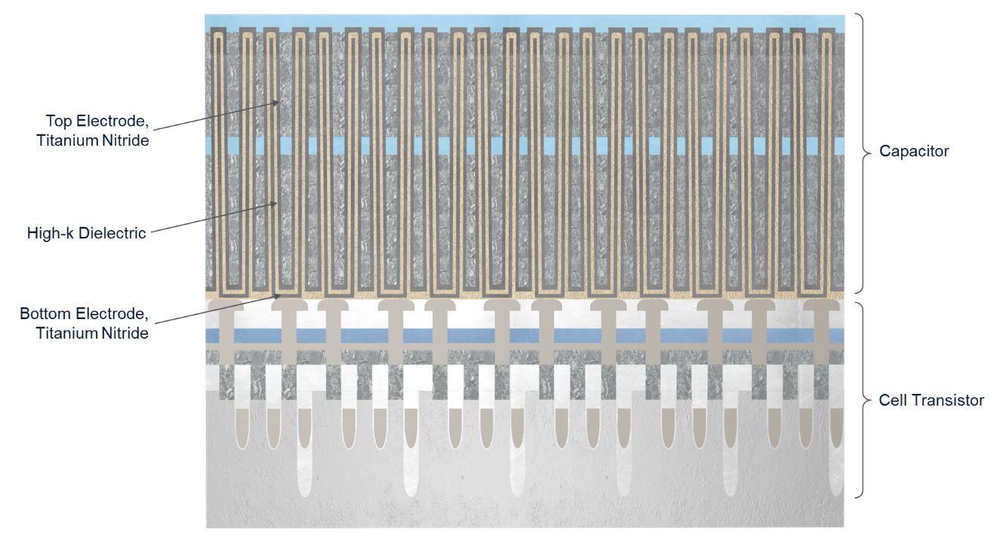 Top Electrode,
Titanium Nitride
High-k Dielectric
Bottom Electrode,
Titanium Nitride
Capacitor
Cell Transistor